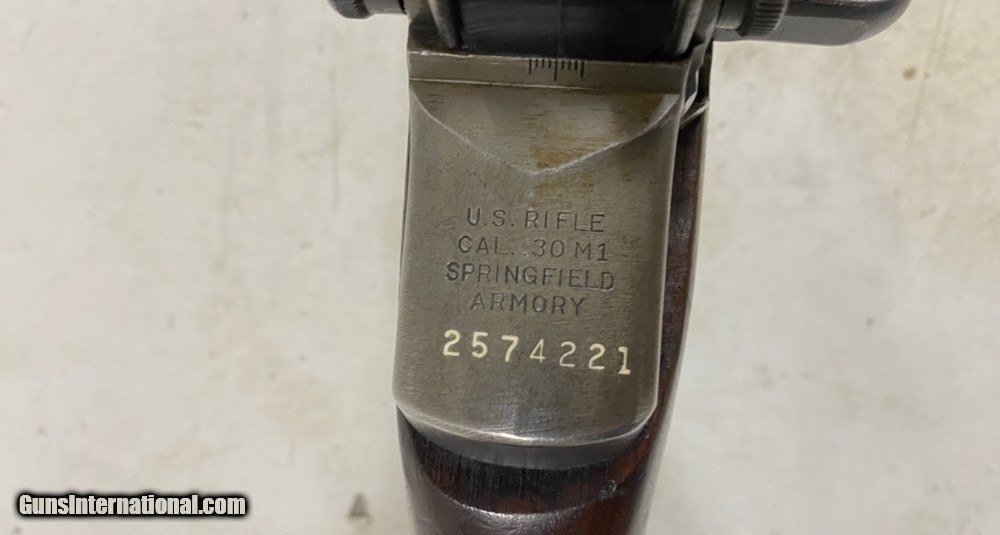 U.S. RIFLE
CAL. .30 M1
SPRINGFIELD
ARMORY
2574221
GunsInternational.com